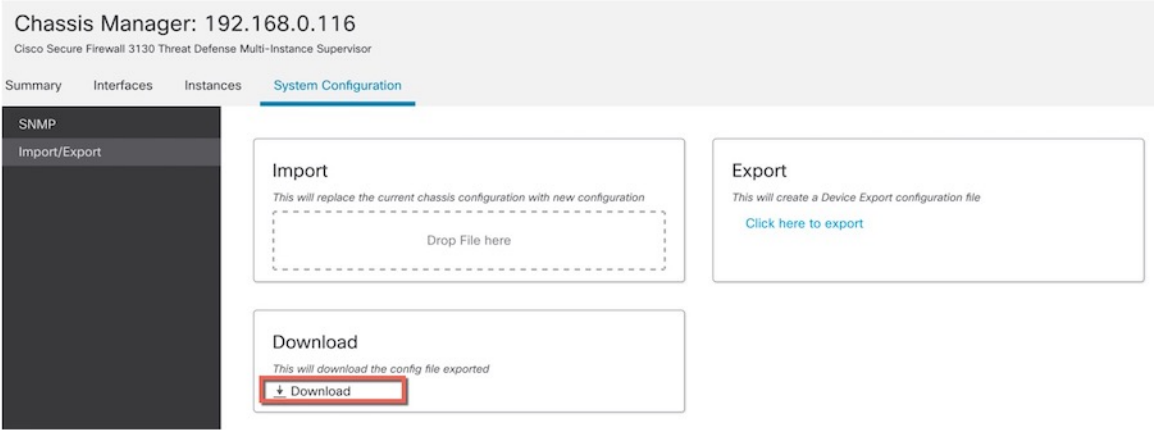 Chassis Manager: 192.168.0.116
Cisco Secure Firewall 3130 Threat Defense Multi-Instance Supervisor
Summary Interfaces Instances System Configuration
SNMP
Import/Export
Import
This will replace the current chassis configuration with new configuration
Drop File here
Export
This will create a Device Export configuration file
Click here to export
Download
This will download the config file exported
Download